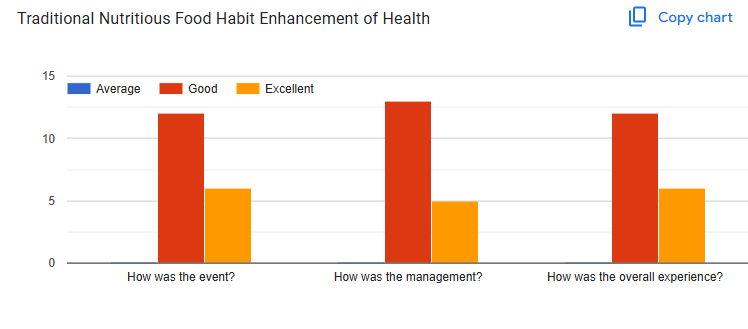 Traditional Nutritious Food Habit Enhancement of Health
Copy chart
15
Average Good Excellent
10
5
0
How was the event? How was the management? How was the overall experience?